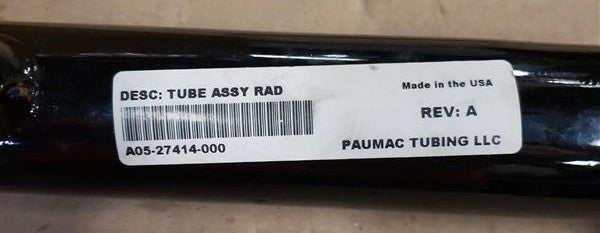 DESC: TUBE ASSY RAD
Made in the USA
REV: A
A05-27414-000
PAUMAC TUBING LLC